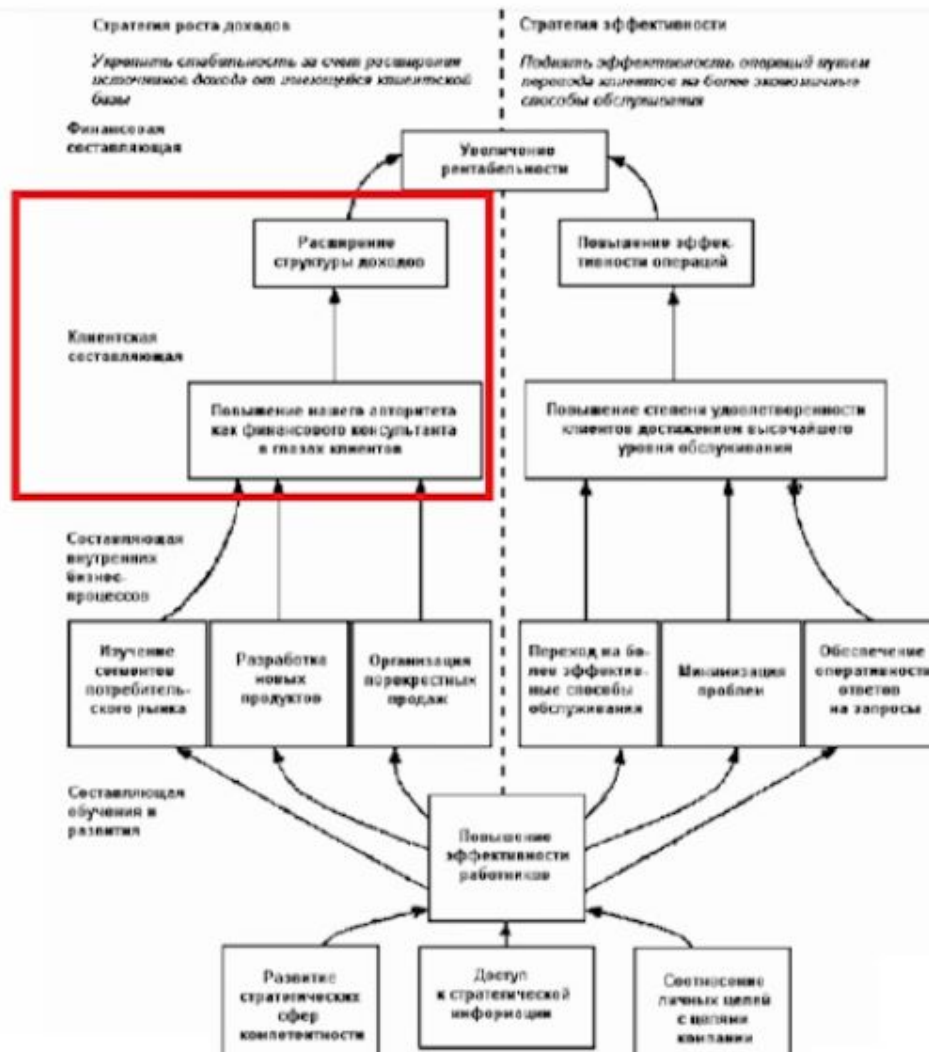 Стратегия роста доходов
Укрепить стабильность за счет расширения
источников дохода от имеющейся клиентской
базы
Стратегия эффективности
Поднять эффективность операций путем
перевода клиентов на более экономичные
способы обслуживания
Финансовая
составляющая
Увеличение
рентабельности
Расширение
структуры доходов
Повышение эффек-
тивности операций
Клиентская
составляющая
Повышение нашего авторитета
как финансового консультанта
в глазах клиентов
Повышение степени удовлетворенности
клиентов достижением высочайшего
уровня обслуживания
Составляющая
внутренних
бизнес-
процессов
Изучение
сегментов
потребитель-
ского рынка
Разработка
новых
продуктов
Организация
перекрестных
продаж
Переход на бо-
лее эффектив-
ные способы
обслуживания
Минимизация
проблем
Обеспечение
оперативности
ответов
на запросы
Составляющая
обучения и
развития
Повышение
эффективности
работников
Развитие
стратегических
сфер
компетентности
Доступ
к стратегической
информации
Соотнесение
личных целей
с целями
компании